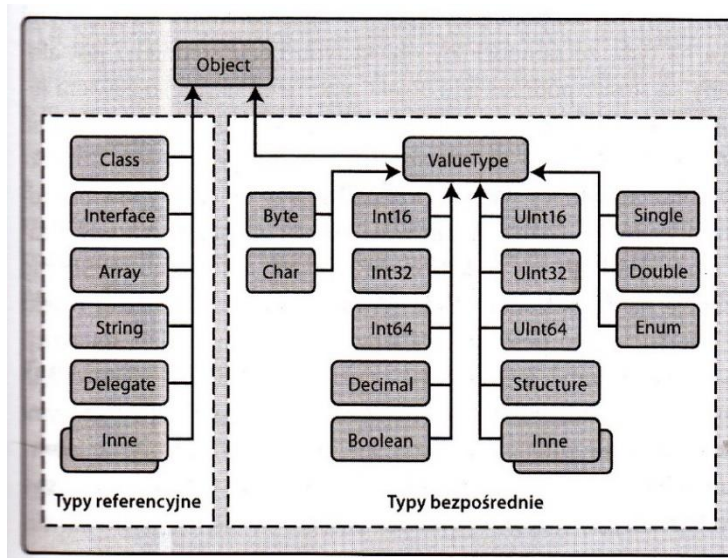 Object
Class
Interface
Array
String
Delegate
Inne
Typy referencyjne
ValueType
Byte
Char
Int16
Int32
Int64
Decimal
Boolean
UInt16
UInt32
UInt64
Structure
Inne
Single
Double
Enum
Typy bezpośrednie